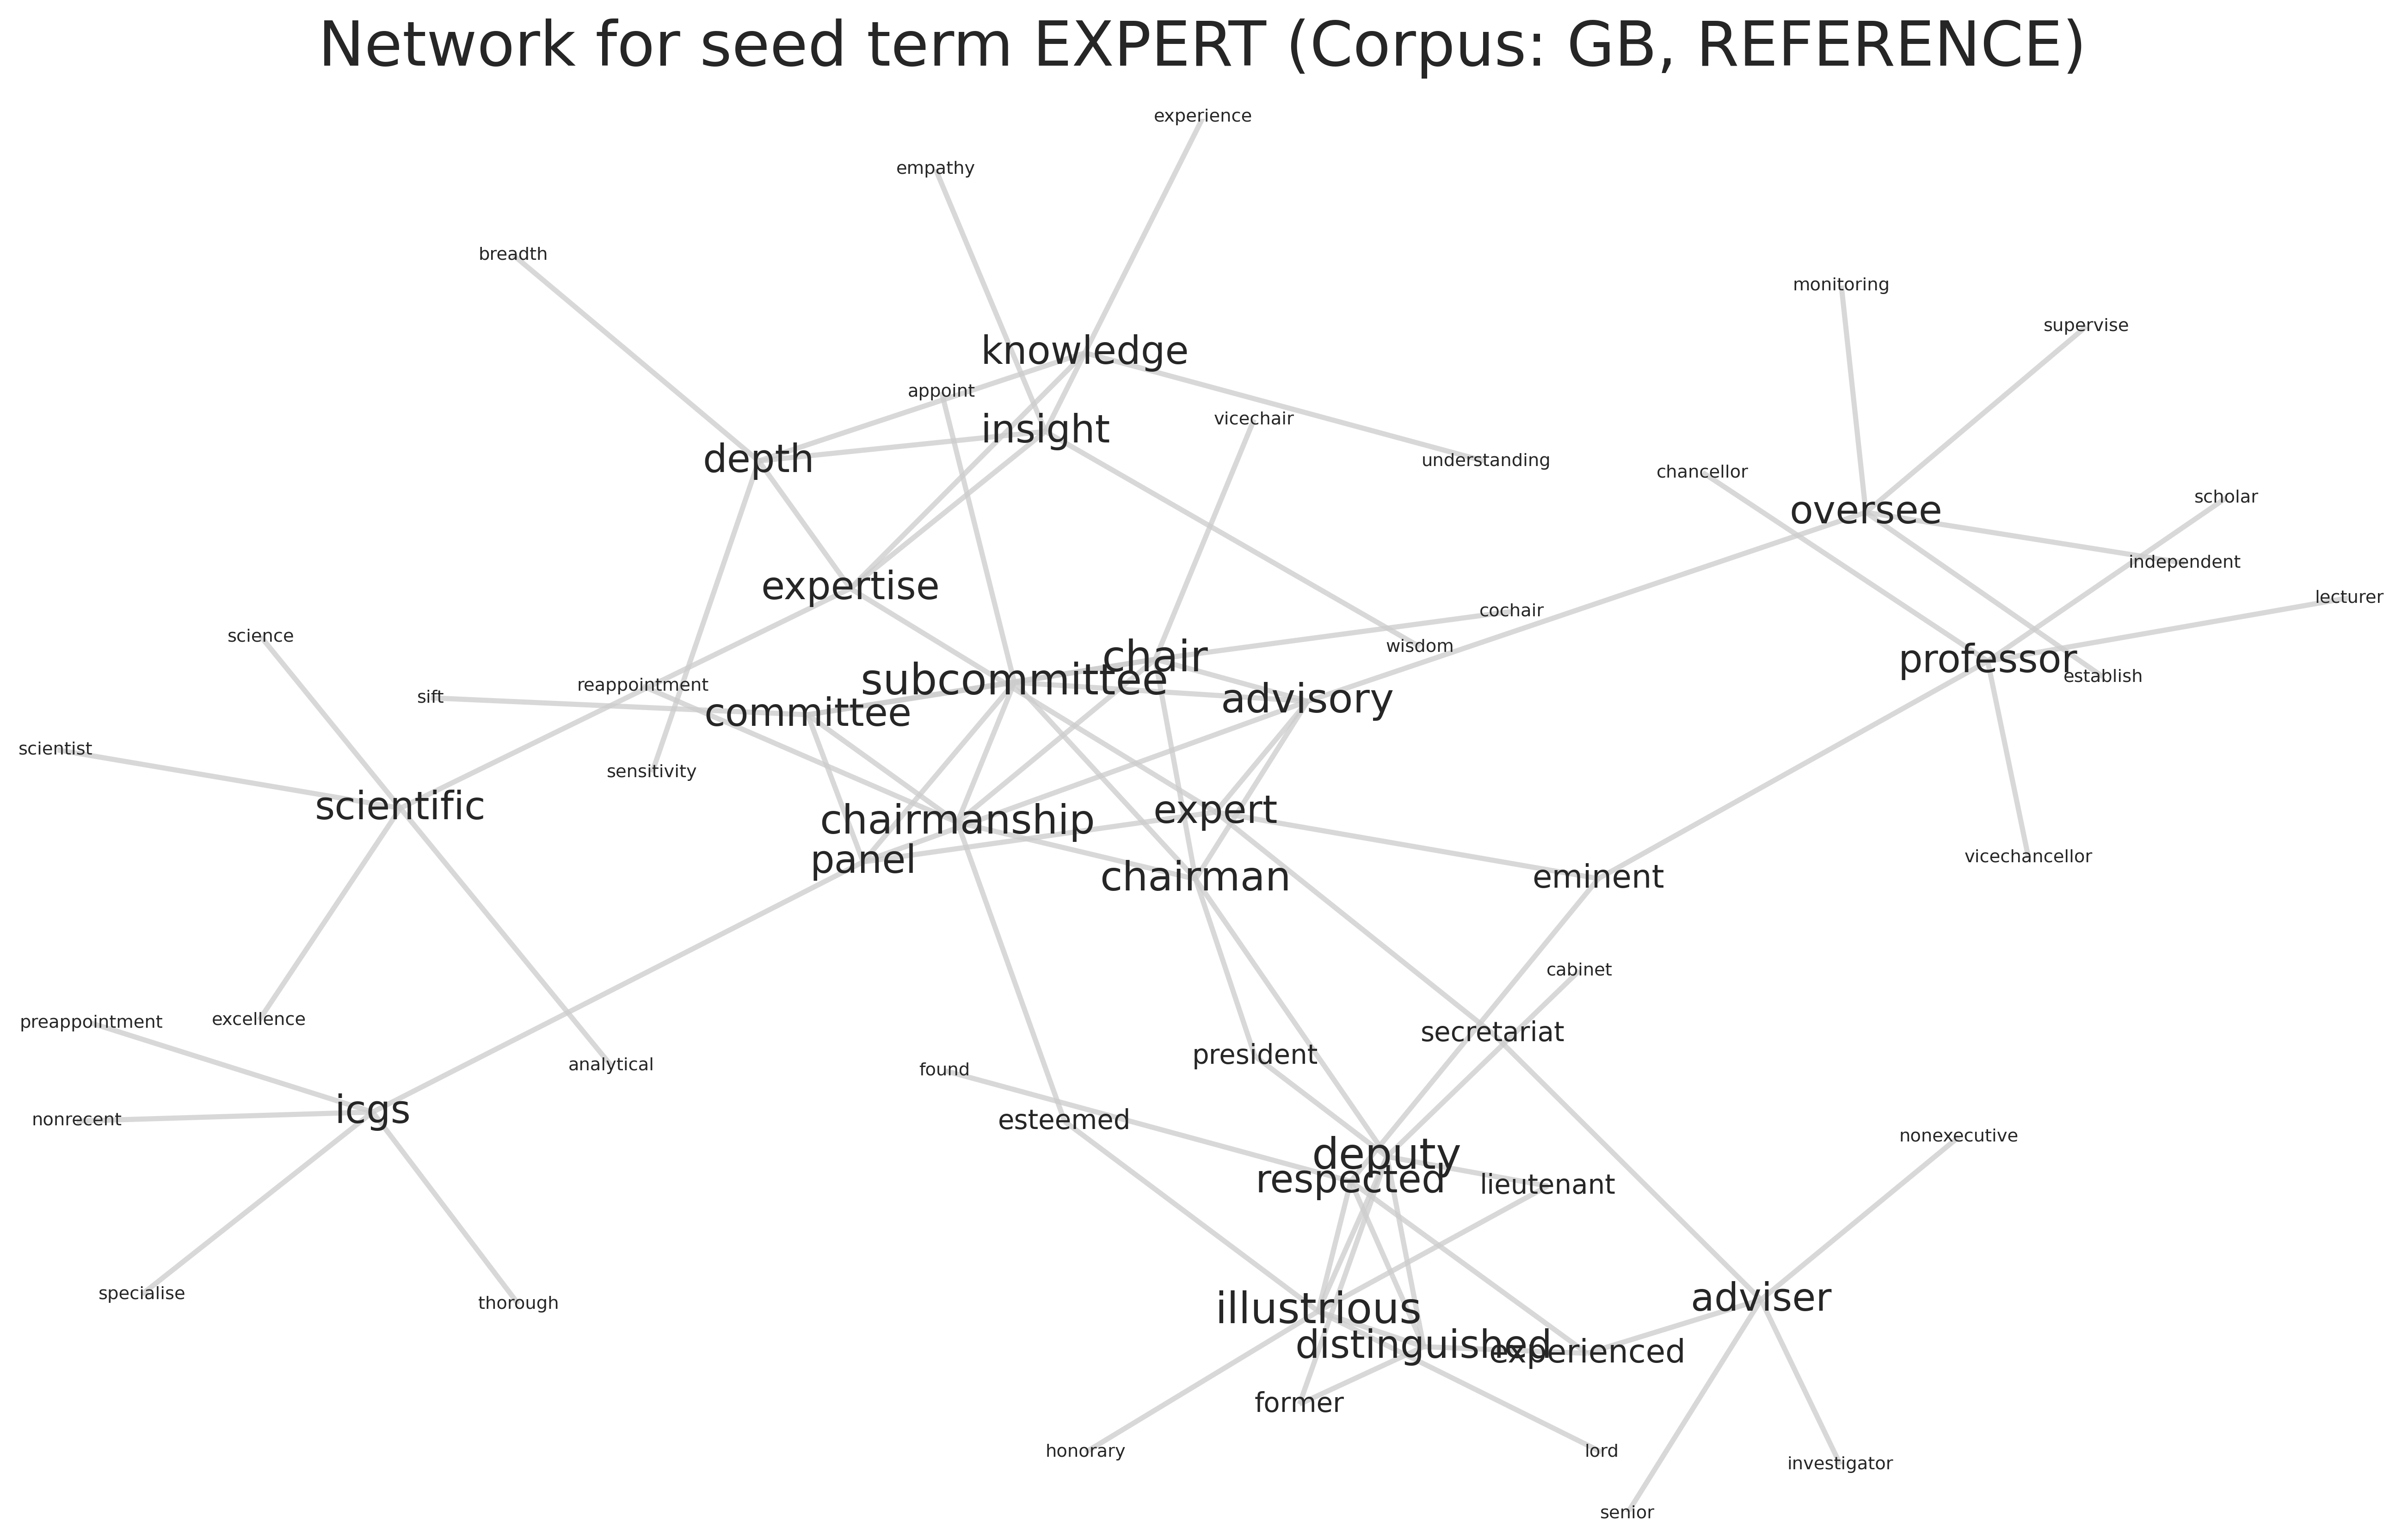 Network for seed term EXPERT (Corpus: GB, REFERENCE)
experience
empathy
breadth
monitoring
supervise
knowledge
appoint
vicechair
insight
depth
understanding
chancellor
scholar
oversee
independent
expertise
lecturer
cochair
science
wisdom
chair
professor
establish
subcommittee
reappointment
sift
advisory
committee
scientist
sensitivity
scientific
expert
chairmanship
panel
vicechancellor
chairman
eminent
cabinet
preappointment
excellence
secretariat
president
analytical
found
icgs
nonrecent
esteemed
nonexecutive
deputy
respected
lieutenant
specialise
adviser
thorough
illustrious
distinguished
experienced
former
honorary
lord
investigator
senior